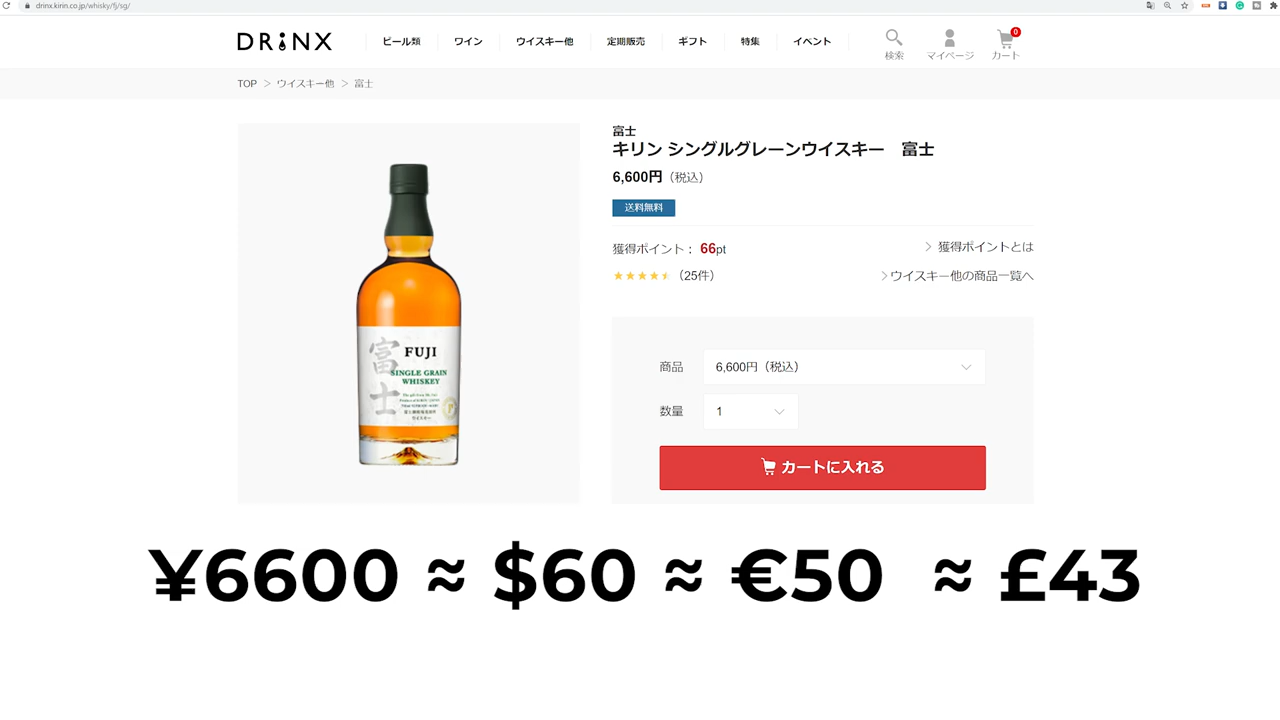 drinx.kirin.co.jp/whisky/fj/sg/
DRiNX
ビール類
ワイン
ウイスキー他
定期販売
ギフト
特集
イベント
検索
マイページ
0
カート
TOP > ウイスキー他 > 富士
富士
キリン シングルグレーンウイスキー 富士
6,600円（税込）
送料無料
獲得ポイント： 66pt
> 獲得ポイントとは
★★★★★（25件）
>ウイスキー他の商品一覧へ
商品
6,600円（税込）
数量
1
カートに入れる
富士
FUJI
SINGLE GRAIN
WHISKEY
¥6600 ≈ $60 ≈ €50 ≈ £43